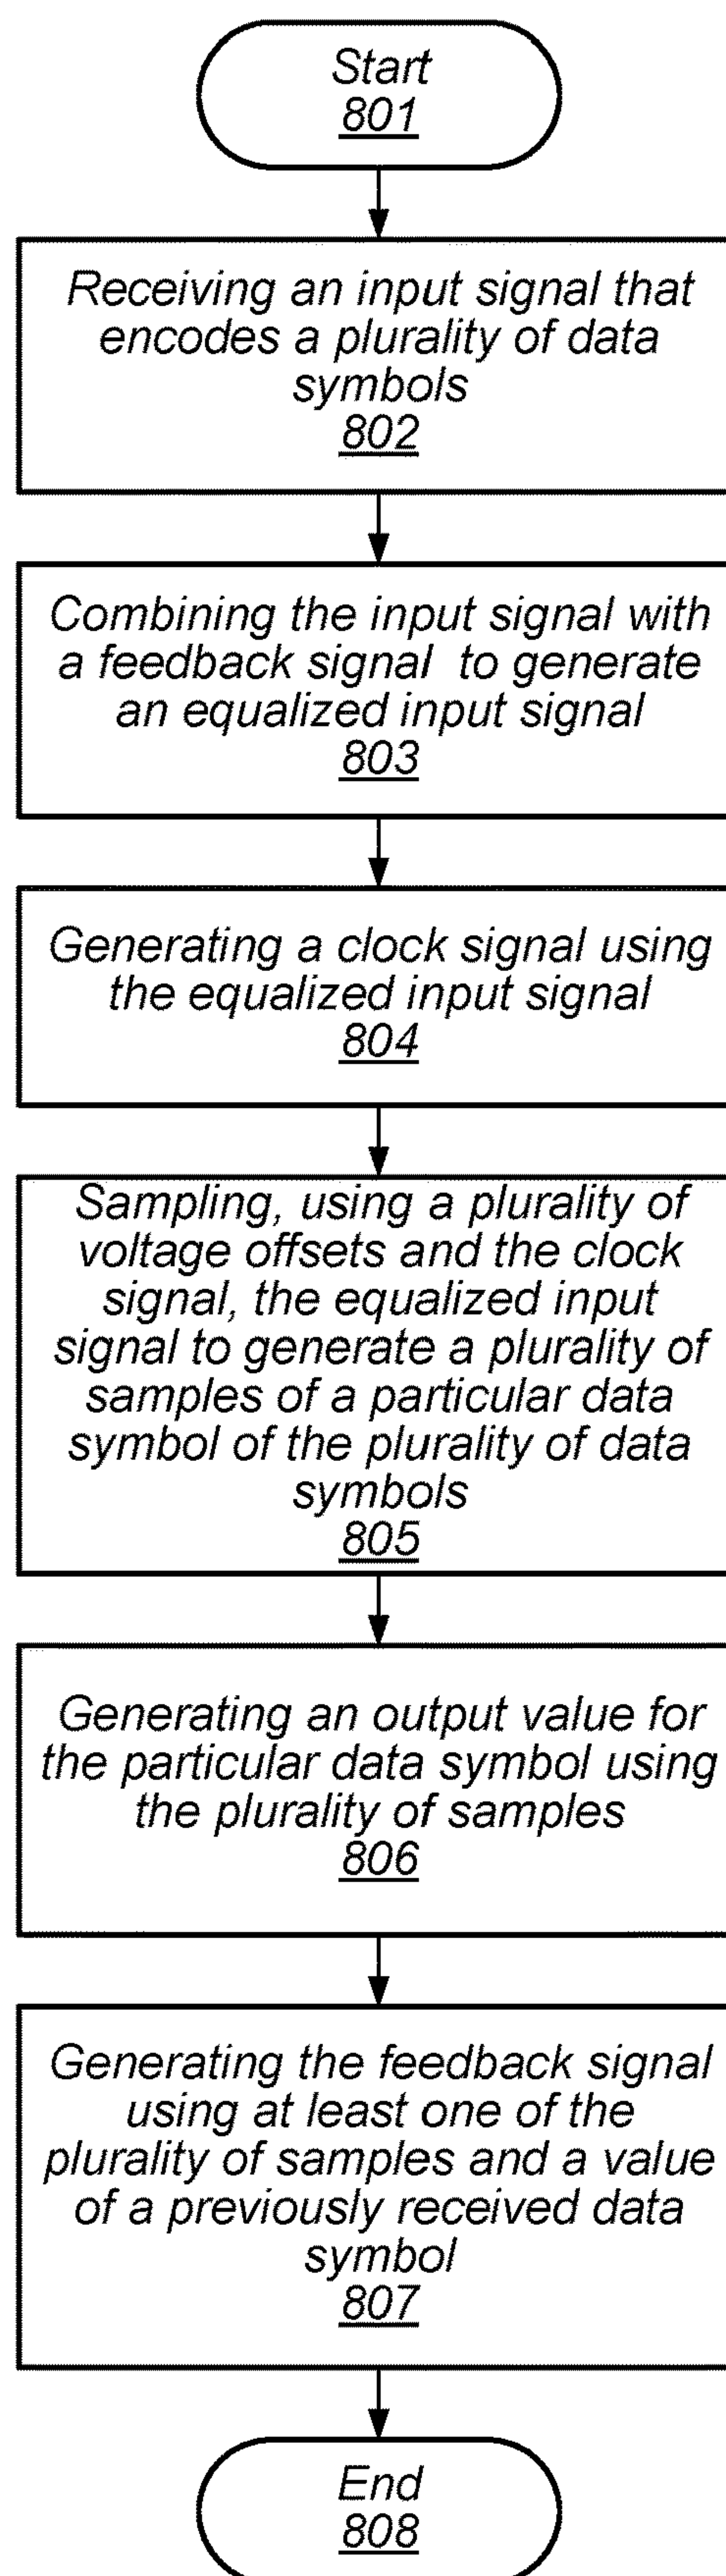 Start
801
Receiving an input signal that
encodes a plurality of data
symbols
802
Combining the input signal with
a feedback signal to generate
an equalized input signal
803
Generating a clock signal using
the equalized input signal
804
Sampling, using a plurality of
voltage offsets and the clock
signal, the equalized input
signal to generate a plurality of
samples of a particular data
symbol of the plurality of data
symbols
805
Generating an output value for
the particular data symbol using
the plurality of samples
806
Generating the feedback signal
using at least one of the
plurality of samples and a value
of a previously received data
symbol
807
End
808